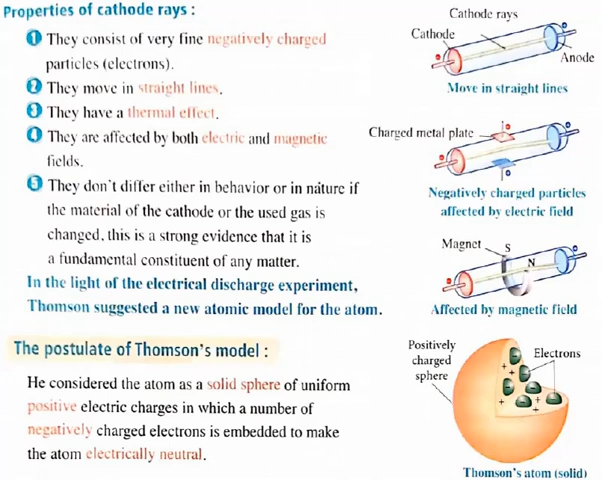 Properties of cathode rays :
1 They consist of very fine negatively charged
particles (electrons).
2 They move in straight lines.
3 They have a thermal effect.
4 They are affected by both electric and magnetic
fields.
5 They don't differ either in behavior or in nature if
the material of the cathode or the used gas is
changed, this is a strong evidence that it is
a fundamental constituent of any matter.
In the light of the electrical discharge experiment,
Thomson suggested a new atomic model for the atom.
The postulate of Thomson's model :
He considered the atom as a solid sphere of uniform
positive electric charges in which a number of
negatively charged electrons is embedded to make
the atom electrically neutral.
Cathode rays
Cathode
Anode
Move in straight lines
Charged metal plate
Negatively charged particles
affected by electric field
Magnet
S
N
Affected by magnetic field
Positively
charged
sphere
Electrons
Thomson's atom (solid)